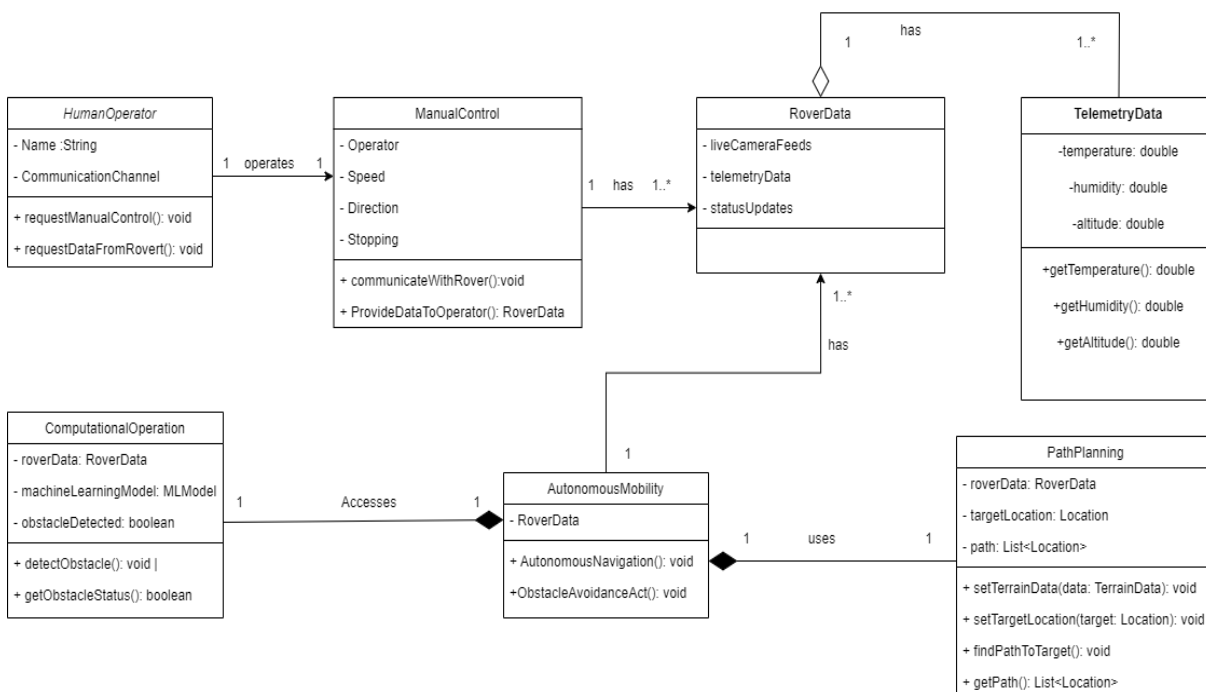 has
1
1..*
HumanOperator
- Name :String
- CommunicationChannel
+ requestManualControl(): void
+ requestDataFromRovert(): void
1 operates 1
ManualControl
- Operator
- Speed
- Direction
- Stopping
+ communicateWithRover():void
+ ProvideDataToOperator(): RoverData
1 has 1..*
RoverData
- liveCameraFeeds
- telemetryData
- statusUpdates
TelemetryData
-temperature: double
-humidity: double
-altitude: double
+getTemperature(): double
+getHumidity(): double
+getAltitude(): double
1..*
has
1
ComputationalOperation
- roverData: RoverData
- machineLearningModel: MLModel
- obstacleDetected: boolean
+ detectObstacle(): void |
+ getObstacleStatus(): boolean
1 Accesses 1
AutonomousMobility
- RoverData
+ AutonomousNavigation(): void
+ObstacleAvoidanceAct(): void
1 uses 1
PathPlanning
- roverData: RoverData
- targetLocation: Location
- path: List<Location>
+ setTerrainData(data: TerrainData): void
+ setTargetLocation(target: Location): void
+ findPathToTarget(): void
+ getPath(): List<Location>